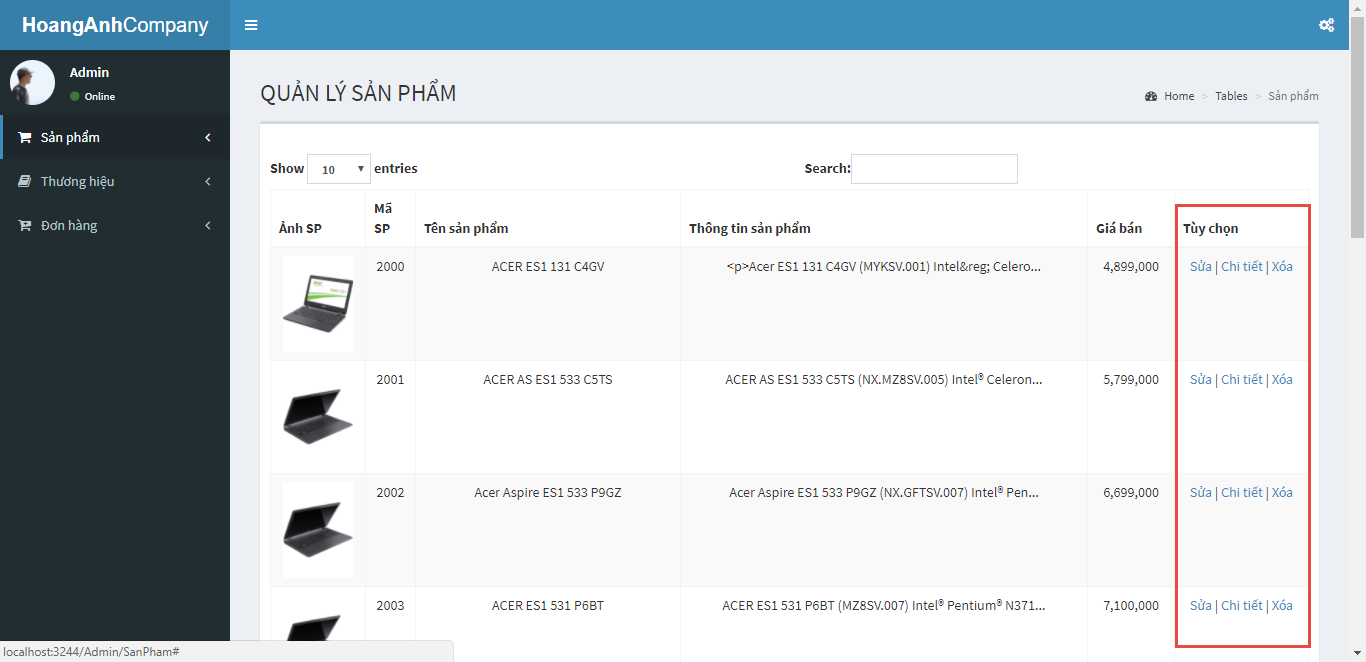 HoangAnhCompany
Admin
Online
Sản phẩm
Thương hiệu
Đơn hàng
QUẢN LÝ SẢN PHẨM
Home > Tables > Sản phẩm
Show 10 entries
Search:
Ảnh SP Mã SP Tên sản phẩm Thông tin sản phẩm Giá bán Tùy chọn
2000 ACER ES1 131 C4GV <p>Acer ES1 131 C4GV (MYKSV.001) Intel&reg; Celero... 4,899,000 Sửa | Chi tiết | Xóa
2001 ACER AS ES1 533 C5TS ACER AS ES1 533 C5TS (NX.MZ8SV.005) Intel® Celeron... 5,799,000 Sửa | Chi tiết | Xóa
2002 Acer Aspire ES1 533 P9GZ Acer Aspire ES1 533 P9GZ (NX.GFTSV.007) Intel® Pen... 6,699,000 Sửa | Chi tiết | Xóa
2003 ACER ES1 531 P6BT ACER ES1 531 P6BT (MZ8SV.007) Intel® Pentium® N371... 7,100,000 Sửa | Chi tiết | Xóa
localhost:3244/Admin/SanPham#